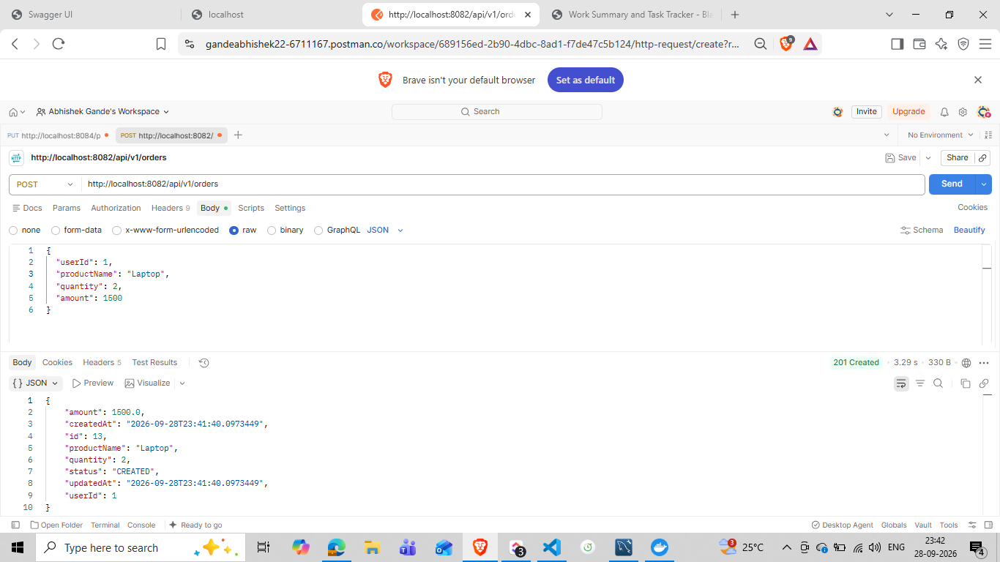 Swagger UI
localhost
http://localhost:8082/api/v1/orde
Work Summary and Task Tracker - Bla
gandeabhishek22-6711167.postman.co/workspace/689156ed-2b90-4dbc-8ad1-f7de47c5b124/http-request/create?r...
9
Brave isn't your default browser
Set as default
Abhishek Gande's Workspace
Search
Invite
Upgrade
PUT http://localhost:8084/p
POST http://localhost:8082/
No Environment
HTTP
http://localhost:8082/api/v1/orders
Save
Share
POST
http://localhost:8082/api/v1/orders
Send
Docs
Params
Authorization
Headers 9
Body
Scripts
Settings
Cookies
none
form-data
x-www-form-urlencoded
raw
binary
GraphQL
JSON
Schema
Beautify
1 {
2 "userId": 1,
3 "productName": "Laptop",
4 "quantity": 2,
5 "amount": 1500
6 }
Body
Cookies
Headers 5
Test Results
201 Created
3.29 s
330 B
{} JSON
Preview
Visualize
1 {
2 "amount": 1500.0,
3 "createdAt": "2026-09-28T23:41:40.0973449",
4 "id": 13,
5 "productName": "Laptop",
6 "quantity": 2,
7 "status": "CREATED",
8 "updatedAt": "2026-09-28T23:41:40.0973449",
9 "userId": 1
10 }
Open Folder
Terminal
Console
Ready to go
Desktop Agent
Globals
Vault
Tools
Type here to search
3
3
25°C
ENG
23:42
28-09-2026
4